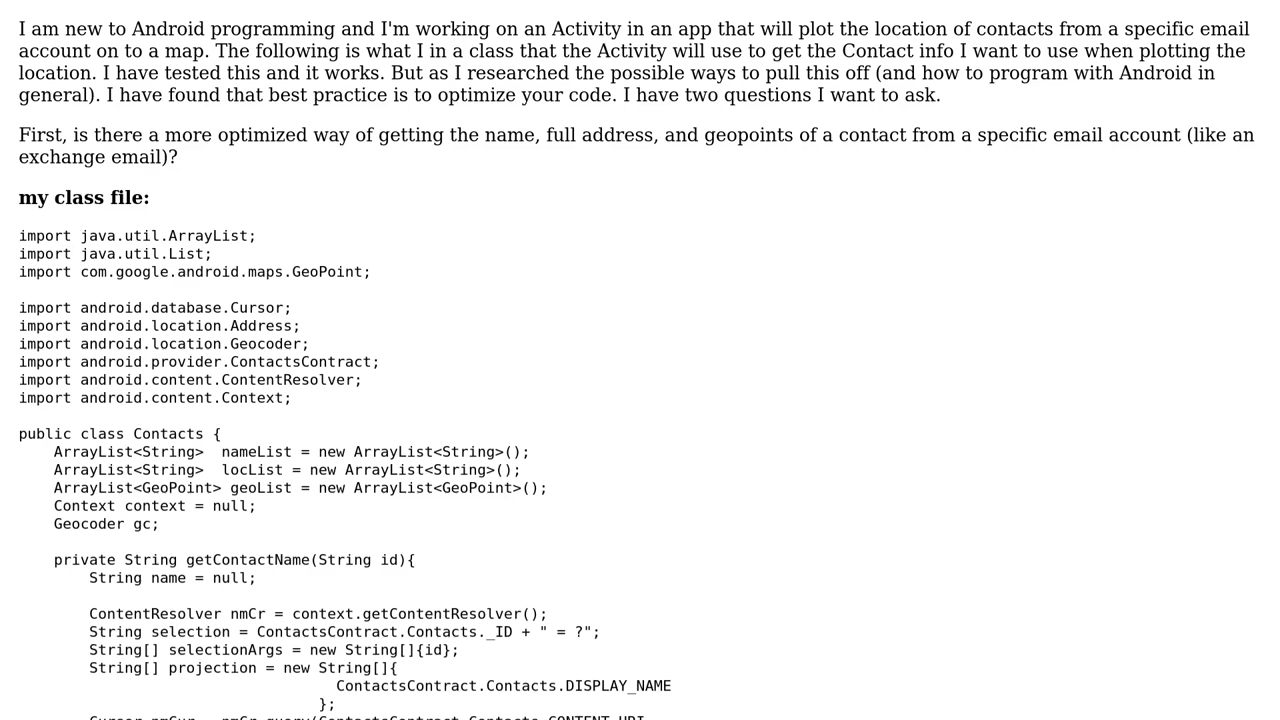 I am new to Android programming and I'm working on an Activity in an app that will plot the location of contacts from a specific email
account on to a map. The following is what I in a class that the Activity will use to get the Contact info I want to use when plotting the
location. I have tested this and it works. But as I researched the possible ways to pull this off (and how to program with Android in
general). I have found that best practice is to optimize your code. I have two questions I want to ask.
First, is there a more optimized way of getting the name, full address, and geopoints of a contact from a specific email account (like an
exchange email)?
my class file:
import java.util.ArrayList;
import java.util.List;
import com.google.android.maps.GeoPoint;
import android.database.Cursor;
import android.location.Address;
import android.location.Geocoder;
import android.provider.ContactsContract;
import android.content.ContentResolver;
import android.content.Context;
public class Contacts {
    ArrayList<String>  nameList = new ArrayList<String>();
    ArrayList<String>  locList = new ArrayList<String>();
    ArrayList<GeoPoint> geoList = new ArrayList<GeoPoint>();
    Context context = null;
    Geocoder gc;
    private String getContactName(String id){
        String name = null;
        ContentResolver nmCr = context.getContentResolver();
        String selection = ContactsContract.Contacts._ID + " = ?";
        String[] selectionArgs = new String[]{id};
        String[] projection = new String[]{
                                    ContactsContract.Contacts.DISPLAY_NAME
                                  };